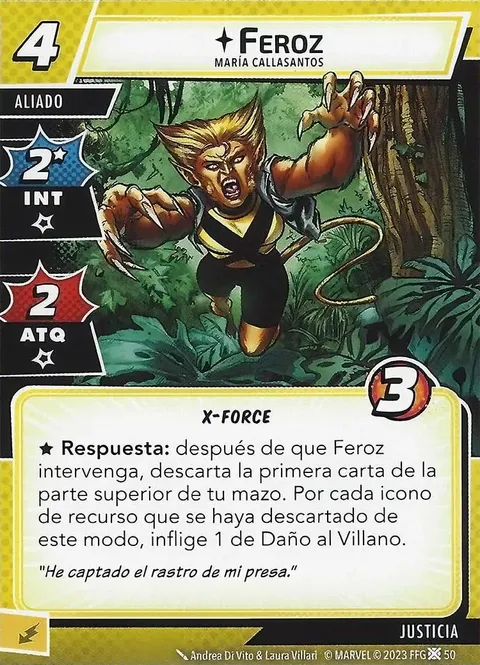 4
FEROZ
MARÍA CALLASANTOS
ALIADO
2
INT
2
ATQ
3
X-FORCE
★ Respuesta: después de que Feroz
intervenga, descarta la primera carta de la
parte superior de tu mazo. Por cada icono
de recurso que se haya descartado de
este modo, inflige 1 de Daño al Villano.
"He captado el rastro de mi presa."
JUSTICIA
Andrea Di Vito & Laura Villari © MARVEL © 2023 FFG 50